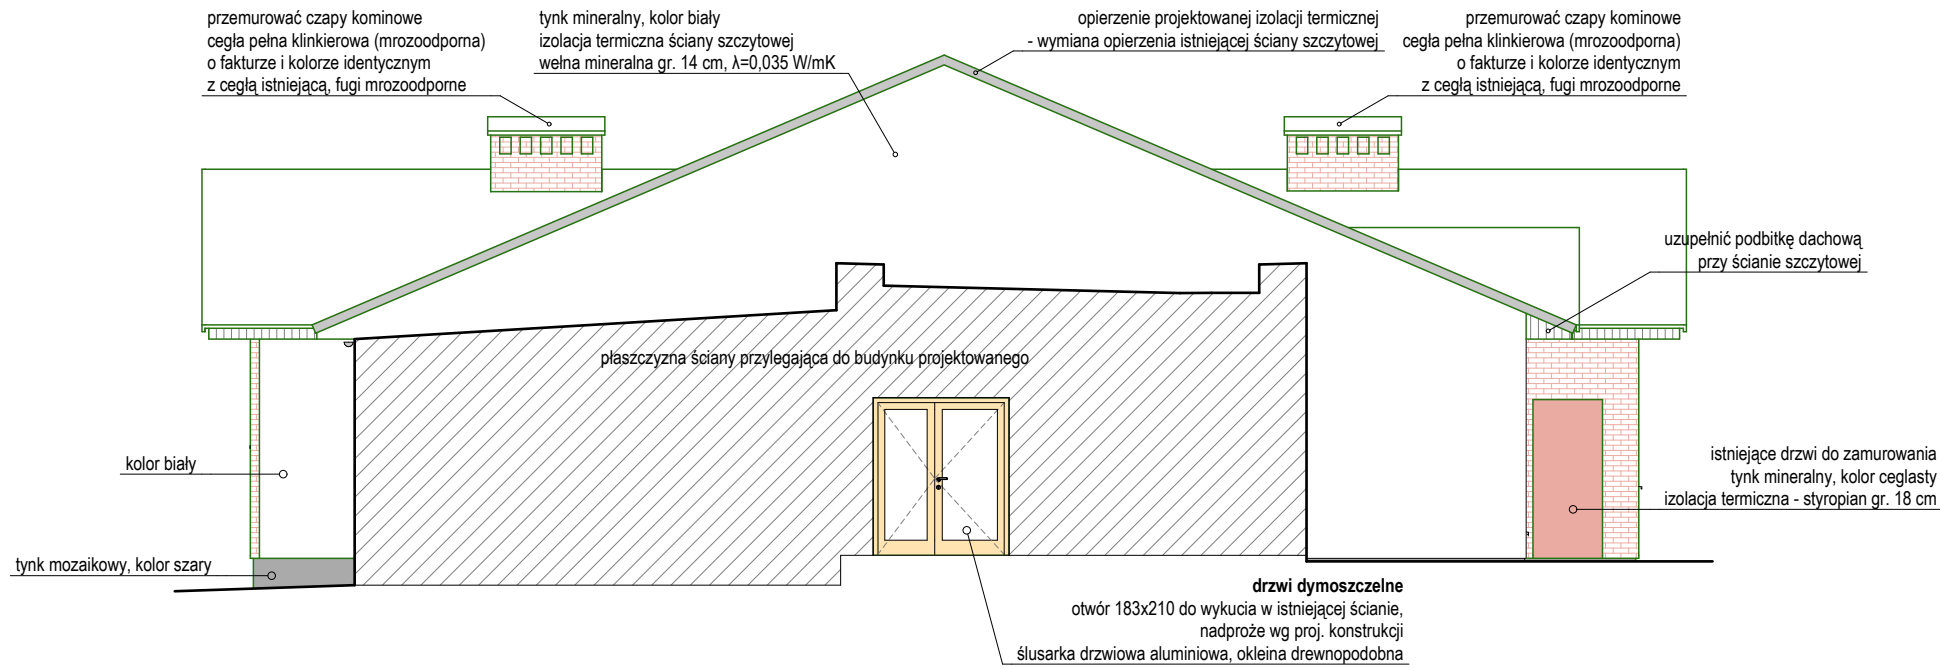 przemurować czapy kominowe
cegła pełna klinkierowa (mrozoodporna)
o fakturze i kolorze identycznym
z cegłą istniejącą, fugi mrozoodporne
tynk mineralny, kolor biały
izolacja termiczna ściany szczytowej
wełna mineralna gr. 14 cm, λ=0,035 W/mK
opierzenie projektowanej izolacji termicznej
- wymiana opierzenia istniejącej ściany szczytowej
przemurować czapy kominowe
cegła pełna klinkierowa (mrozoodporna)
o fakturze i kolorze identycznym
z cegłą istniejącą, fugi mrozoodporne
uzupełnić podbitkę dachową
przy ścianie szczytowej
płaszczyzna ściany przylegająca do budynku projektowanego
kolor biały
istniejące drzwi do zamurowania
tynk mineralny, kolor ceglasty
izolacja termiczna - styropian gr. 18 cm
tynk mozaikowy, kolor szary
drzwi dymoszczelne
otwór 183x210 do wykucia w istniejącej ścianie,
nadproże wg proj. konstrukcji
ślusarka drzwiowa aluminiowa, okleina drewnopodobna